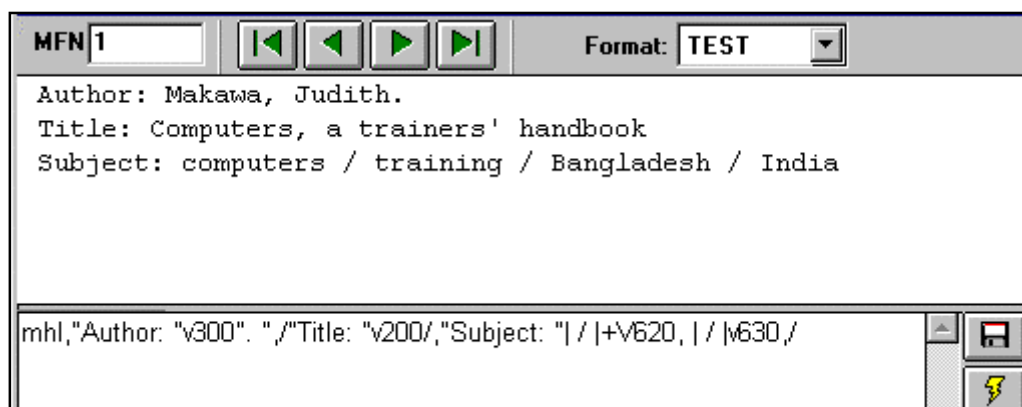 MFN 1 Format: TEST
Author: Makawa, Judith.
Title: Computers, a trainers' handbook
Subject: computers / training / Bangladesh / India
mhl,"Author: "v300". ",/"Title: "v200/,"Subject: "| / |+V620, | / |v630,/